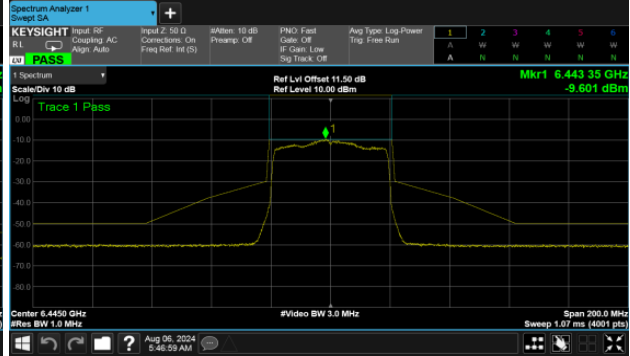 Spectrum Analyzer 1
Swept SA
KEYSIGHT Input: RF Input Z: 50 Ω #Atten: 10 dB PNO: Fast Avg Type: Log-Power 1 2 3 4 5 6
RL Coupling: AC Corrections: On Preamp: Off Gate: Off Trig: Free Run A W W W W W
Align: Auto Freq Ref: Int (S) IF Gain: Low
LXI PASS Sig Track: Off A N N N N N
1 Spectrum Ref Lvl Offset 11.50 dB Mkr1 6.443 35 GHz
Scale/Div 10 dB Ref Level 10.00 dBm -9.601 dBm
Log Trace 1 Pass
0.00
1
-10.0
-20.0
-30.0
-40.0
-50.0
-60.0
-70.0
-80.0
Center 6.4450 GHz #Video BW 3.0 MHz Span 200.0 MHz
#Res BW 1.0 MHz Sweep 1.07 ms (4001 pts)
? Aug 06, 2024
5:46:59 AM